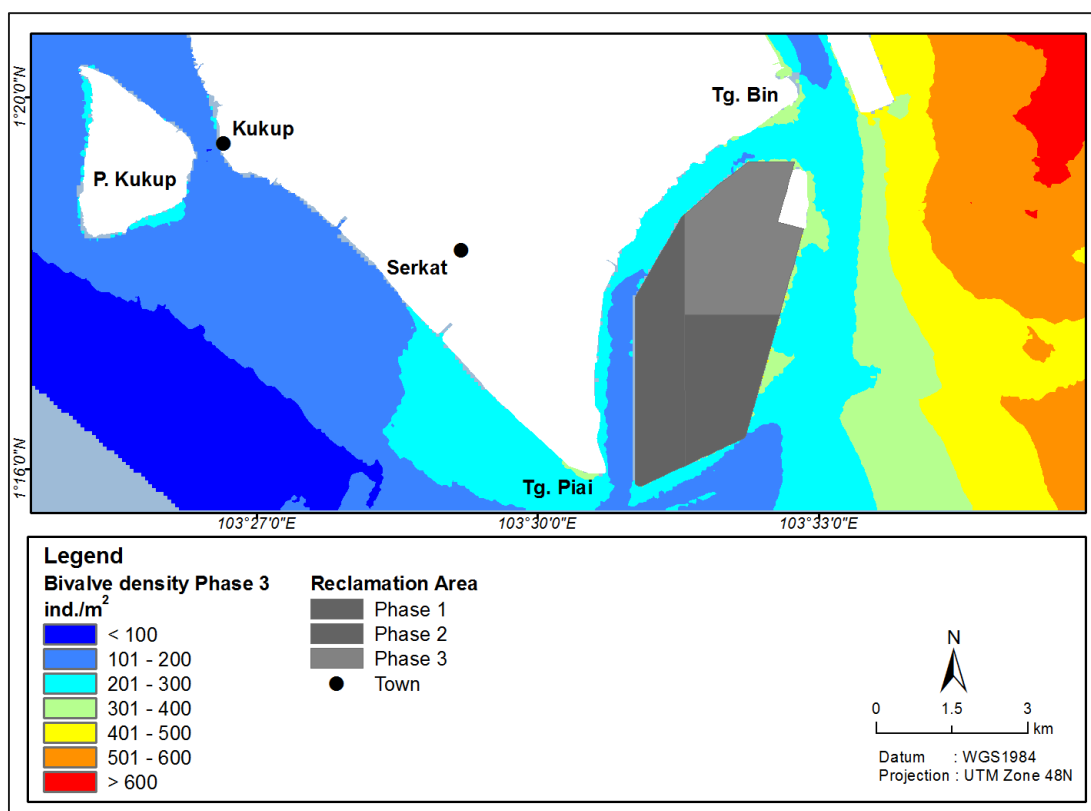 1°20'0"N
Tg. Bin
Kukup
P. Kukup
Serkat
1°16'0"N
Tg. Piai
103°27'0"E
103°30'0"E
103°33'0"E
Legend
Bivalve density Phase 3
ind./m²
< 100
101 - 200
201 - 300
301 - 400
401 - 500
501 - 600
> 600
Reclamation Area
Phase 1
Phase 2
Phase 3
Town
N
0 1.5 3
km
Datum : WGS1984
Projection : UTM Zone 48N